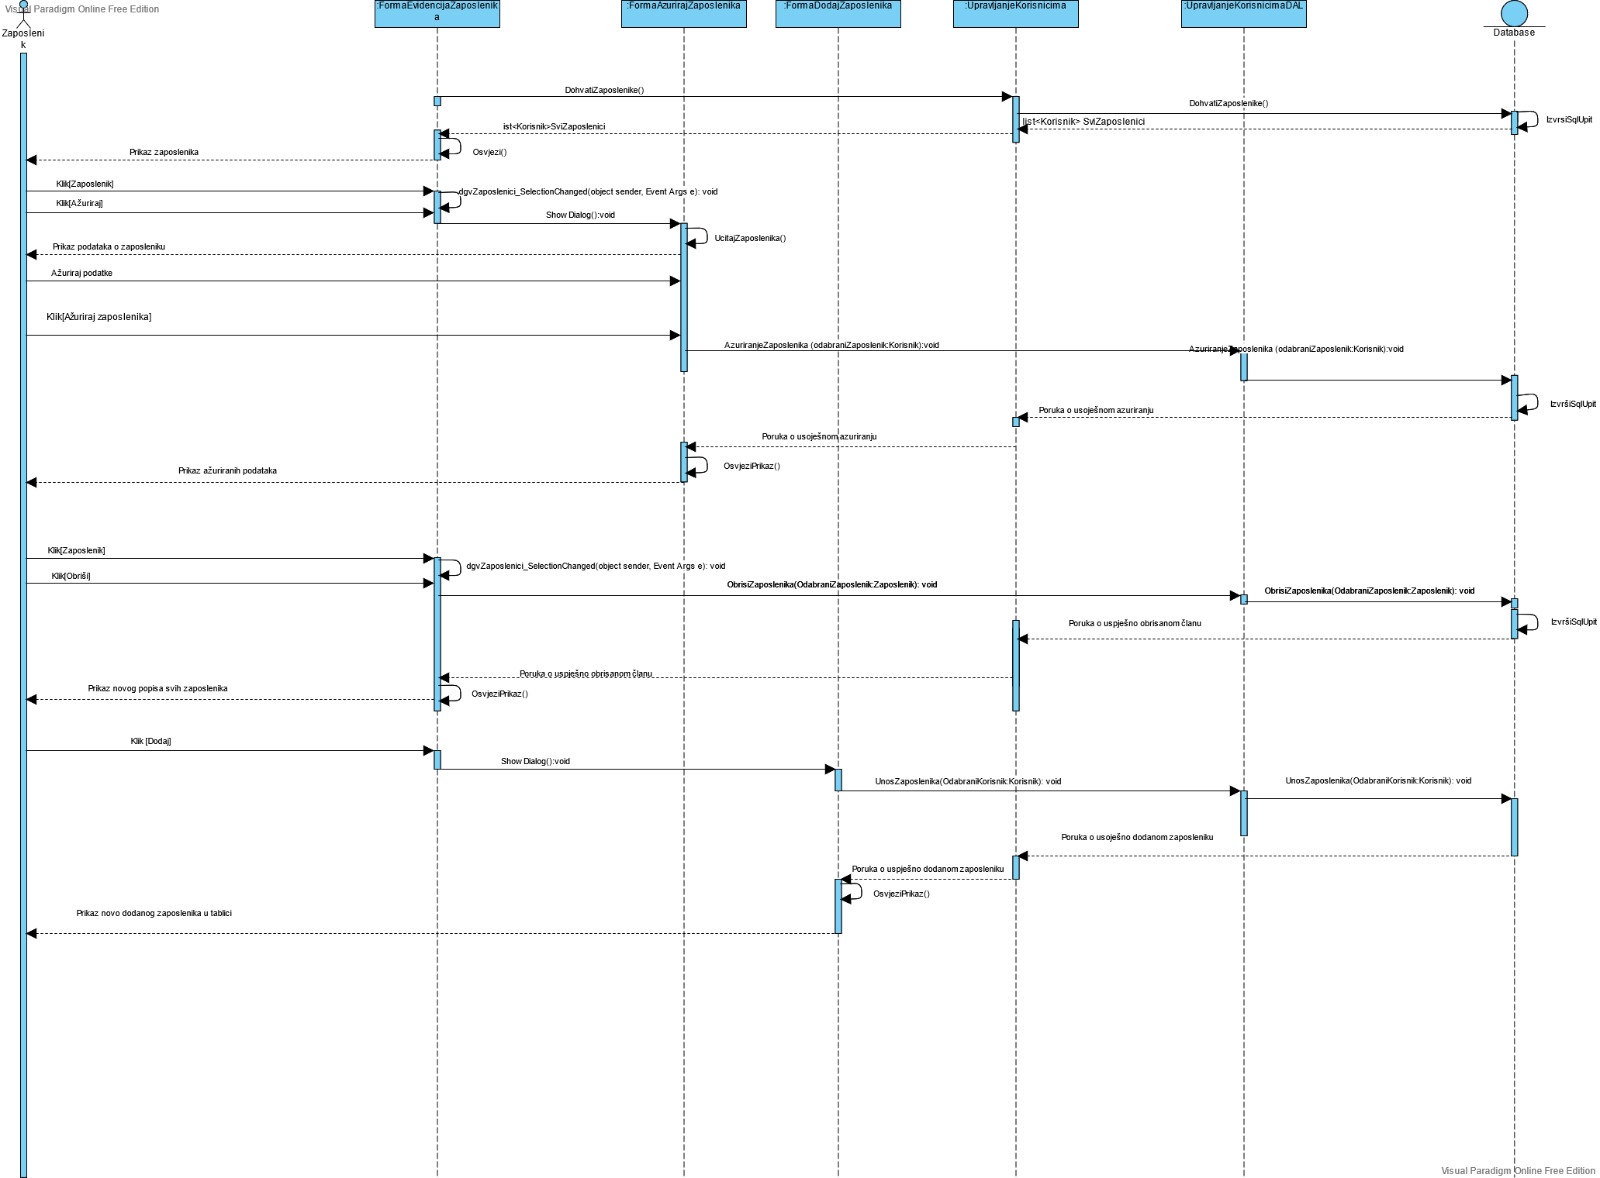 Visual Paradigm Online Free Edition
Zaposleni
k
:FormaEvidencijaZaposlenik
a
:FormaAzurirajZaposlenika
:FormaDodajZaposlenika
:UpravljanjeKorisnicima
:UpravljanjeKorisnicimaDAL
Database
DohvatiZaposlenike()
DohvatiZaposlenike()
IzvrsiSqlUpit
list<Korisnik> SviZaposlenici
ist<Korisnik>SviZaposlenici
Osvjezi()
Prikaz zaposlenika
Klik[Zaposlenik]
dgvZaposlenici_SelectionChanged(object sender, Event Args e): void
Klik[Ažuriraj]
Show Dialog():void
UcitajZaposlenika()
Prikaz podataka o zaposleniku
Ažuriraj podatke
Klik[Ažuriraj zaposlenika]
AzuriranjeZaposlenika (odabraniZaposlenik:Korisnik):void
AzuriranjeZaposlenika (odabraniZaposlenik:Korisnik):void
IzvršiSqlUpit
Poruka o usoješnom azuriranju
Poruka o usoješnom azuriranju
OsvjeziPrikaz()
Prikaz ažuriranih podataka
Klik[Zaposlenik]
dgvZaposlenici_SelectionChanged(object sender, Event Args e): void
Klik[Obriši]
ObrisiZaposlenika(OdabraniZaposlenik:Zaposlenik): void
ObrisiZaposlenika(OdabraniZaposlenik:Zaposlenik): void
IzvršiSqlUpit
Poruka o uspješno obrisanom članu
Poruka o uspješno obrisanom članu
OsvjeziPrikaz()
Prikaz novog popisa svih zaposlenika
Klik [Dodaj]
Show Dialog():void
UnosZaposlenika(OdabraniKorisnik:Korisnik): void
UnosZaposlenika(OdabraniKorisnik:Korisnik): void
Poruka o usoješno dodanom zaposleniku
Poruka o uspješno dodanom zaposleniku
OsvjeziPrikaz()
Prikaz novo dodanog zaposlenika u tablici
Visual Paradigm Online Free Edition